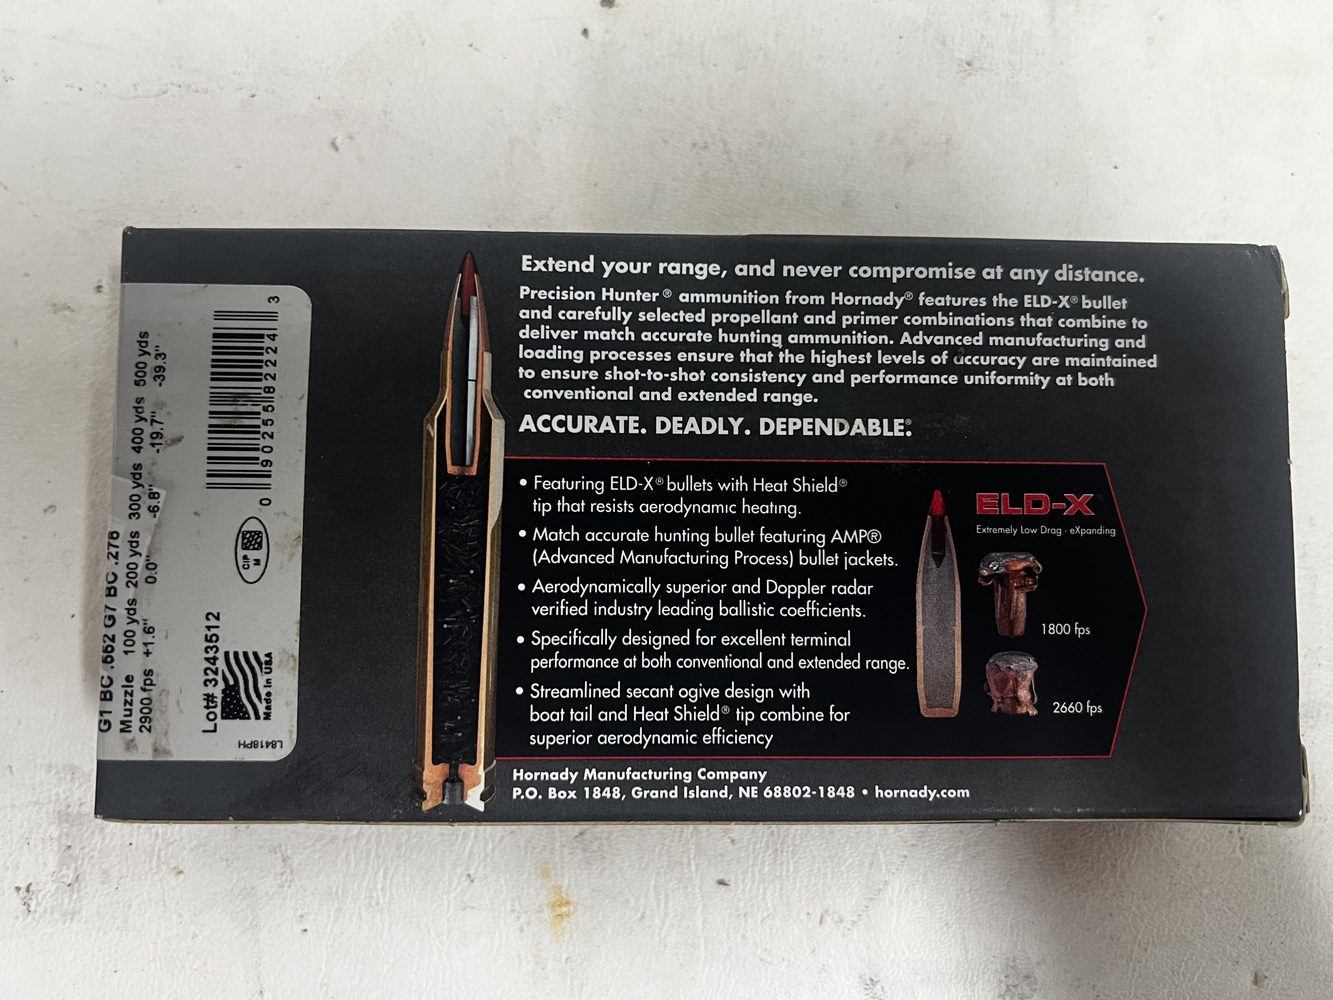 G1 BC .552 G7 BC .278
Muzzle 100 yds 200 yds 300 yds 400 yds 500 yds
2900 fps +1.6" 0.0" -6.8" -19.7" -39.3"
0 90255 82224 3
CIP
M
Lot# 3243512
Made in USA
L8418PH
Extend your range, and never compromise at any distance.
Precision Hunter® ammunition from Hornady® features the ELD-X® bullet
and carefully selected propellant and primer combinations that combine to
deliver match accurate hunting ammunition. Advanced manufacturing and
loading processes ensure that the highest levels of accuracy are maintained
to ensure shot-to-shot consistency and performance uniformity at both
conventional and extended range.
ACCURATE. DEADLY. DEPENDABLE.®
• Featuring ELD-X® bullets with Heat Shield®
tip that resists aerodynamic heating.
• Match accurate hunting bullet featuring AMP®
(Advanced Manufacturing Process) bullet jackets.
• Aerodynamically superior and Doppler radar
verified industry leading ballistic coefficients.
• Specifically designed for excellent terminal
performance at both conventional and extended range.
• Streamlined secant ogive design with
boat tail and Heat Shield® tip combine for
superior aerodynamic efficiency
ELD-X
Extremely Low Drag - eXpanding
1800 fps
2660 fps
Hornady Manufacturing Company
P.O. Box 1848, Grand Island, NE 68802-1848 • hornady.com